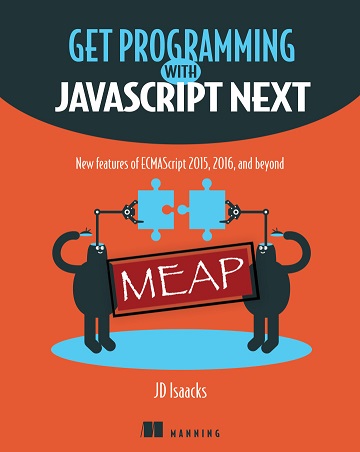 GET PROGRAMMING
WITH
JAVASCRIPT NEXT
New features of ECMAScript 2015, 2016, and beyond
MEAP
JD Isaacks
MANNING